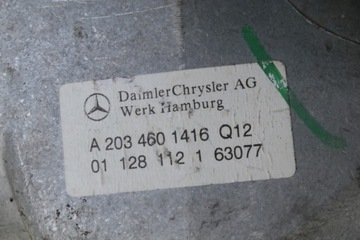 DaimlerChrysler AG
Werk Hamburg
A 203 460 1416 Q12
01 128 112 1 63077